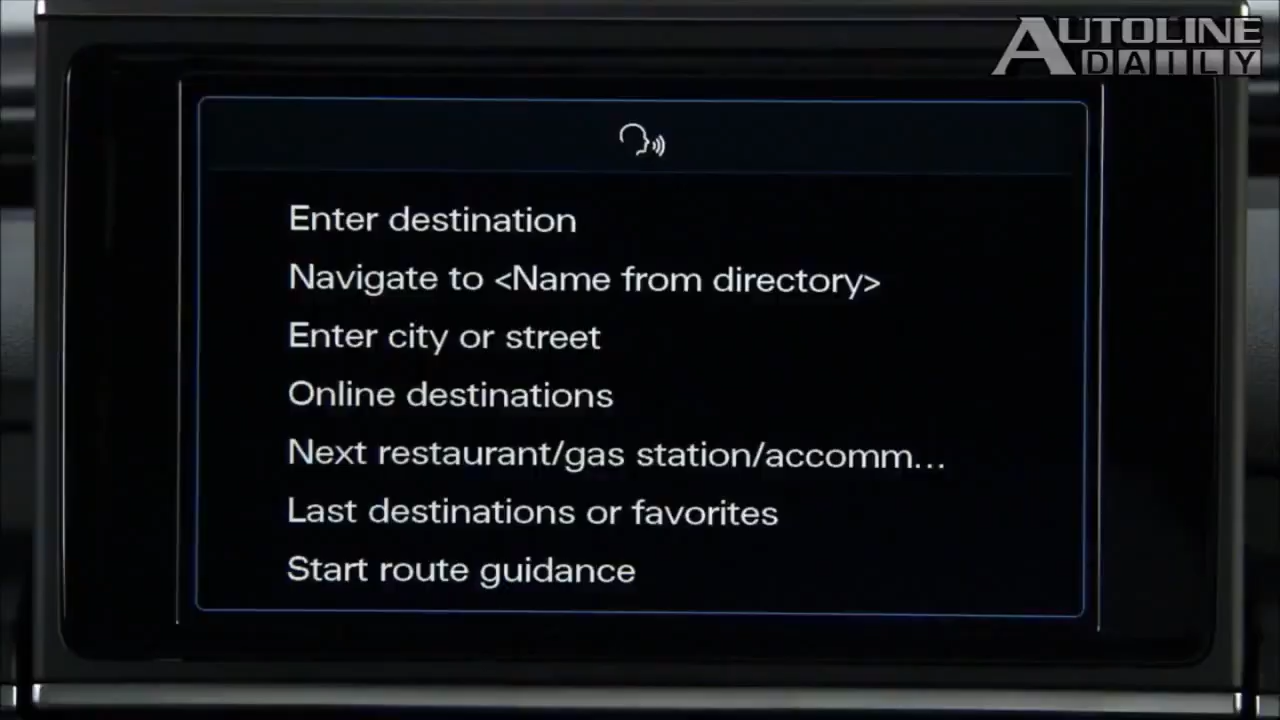 AUTOLINE
DAILY
Enter destination
Navigate to <Name from directory>
Enter city or street
Online destinations
Next restaurant/gas station/accomm...
Last destinations or favorites
Start route guidance